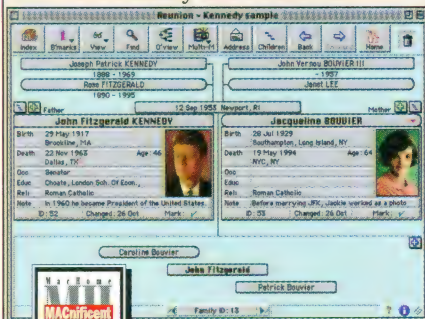 Reunion - Kennedy sample
Index B'marks View Find O'view Multi-M Address Children Back Home
Joseph Patrick KENNEDY
1888 - 1969
Rose FITZGERALD
1890 - 1995
John Vernou BOUVIER III
- 1957
Janet LEE
Father 12 Sep 1953 Newport, RI Mother
John Fitzgerald KENNEDY
Birth 29 May 1917
Brookline, MA
Death 22 Nov 1963 Age: 46
Dallas, TX
Occ Senator
Educ Choate, London Sch. Of Econ.,
Reli Roman Catholic
Note In 1960 he became President of the United States.
ID: 52 Changed: 26 Oct Mark:
Jacqueline BOUVIER
Birth 28 Jul 1929
Southampton, Long Island, NY
Death 19 May 1994 Age: 64
NYC, NY
Occ
Educ
Reli Roman Catholic
Note Before marrying JFK, Jackie worked as a photo
ID: 53 Changed: 26 Oct Mark:
Caroline Bouvier
John Fitzgerald
Patrick Bouvier
Family ID: 13
MacHome
MACnificent